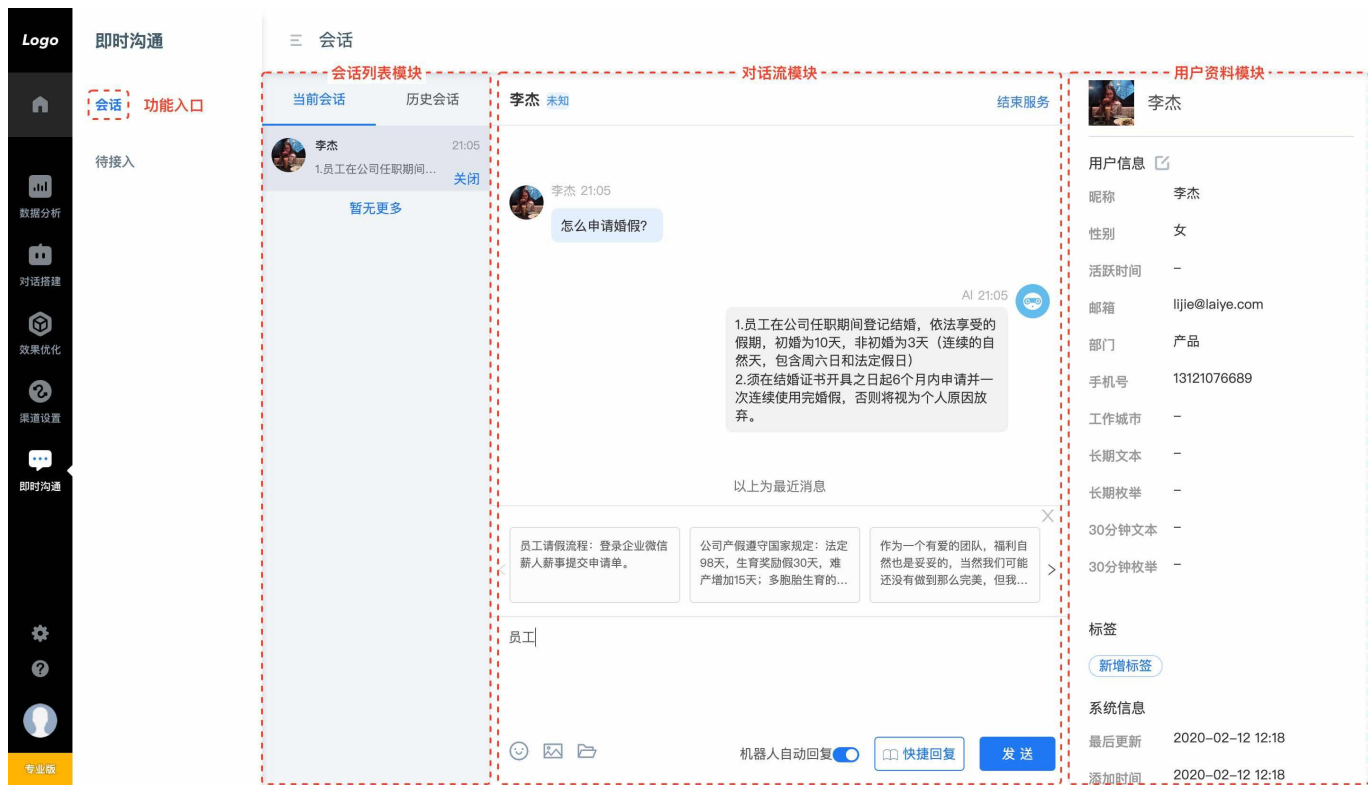 Logo
即时沟通
会话
会话列表模块
对话流模块
用户资料模块
会话
功能入口
待接入
数据分析
对话搭建
效果优化
渠道设置
即时沟通
专业版
当前会话
历史会话
李杰
21:05
1.员工在公司任职期间...
关闭
暂无更多
李杰 未知
结束服务
李杰 21:05
怎么申请婚假?
AI 21:05
1.员工在公司任职期间登记结婚，依法享受的
假期，初婚为10天，非初婚为3天（连续的自
然天，包含周六日和法定假日）
2.须在结婚证书开具之日起6个月内申请并一
次连续使用完婚假，否则将视为个人原因放
弃。
以上为最近消息
员工请假流程：登录企业微信
薪人薪事提交申请单。
公司产假遵守国家规定：法定
98天，生育奖励假30天，难
产增加15天；多胞胎生育的...
作为一个有爱的团队，福利自
然也是妥妥的，当然我们可能
还没有做到那么完美，但我...
员工
机器人自动回复
快捷回复
发 送
李杰
用户信息
昵称 李杰
性别 女
活跃时间 –
邮箱 lijie@laiye.com
部门 产品
手机号 13121076689
工作城市 –
长期文本 –
长期枚举 –
30分钟文本 –
30分钟枚举 –
标签
新增标签
系统信息
最后更新 2020–02–12 12:18
添加时间 2020–02–12 12:18